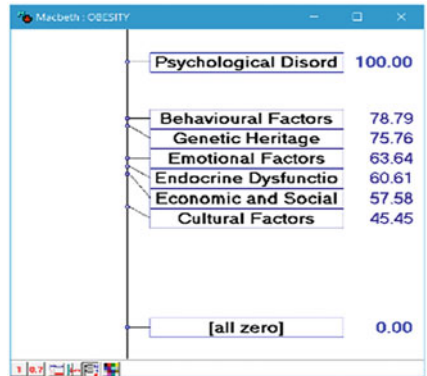 Macbeth : OBESITY
Psychological Disord 100.00
Behavioural Factors 78.79
Genetic Heritage 75.76
Emotional Factors 63.64
Endocrine Dysfunctio 60.61
Economic and Social 57.58
Cultural Factors 45.45
[all zero] 0.00
1 0.7